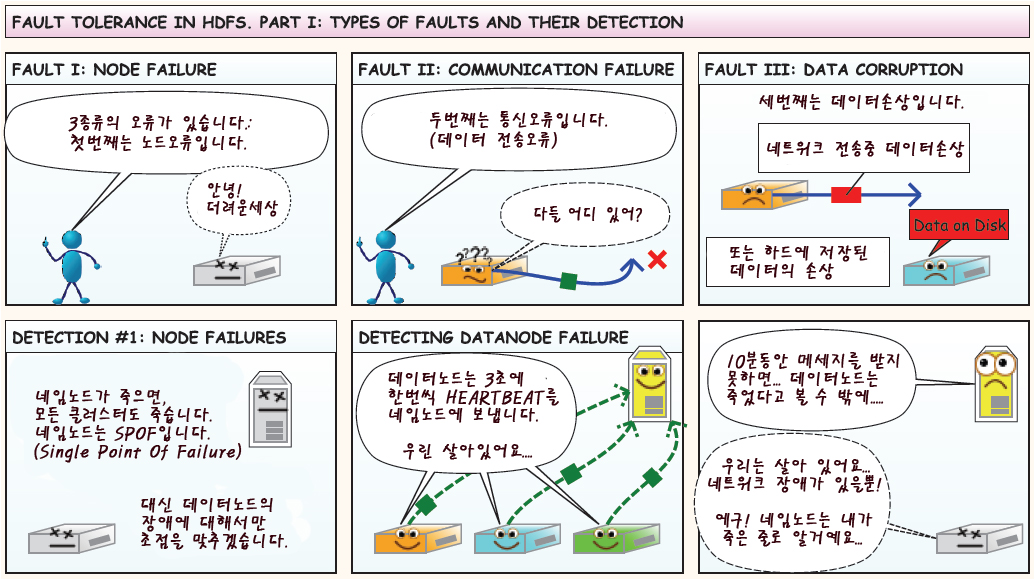 FAULT TOLERANCE IN HDFS. PART I: TYPES OF FAULTS AND THEIR DETECTION
FAULT I: NODE FAILURE
3종류의 오류가 있습니다.:
첫번째는 노드오류입니다.
안녕!
더러운세상
FAULT II: COMMUNICATION FAILURE
두번째는 통신오류입니다.
(데이터 전송오류)
다들 어디 있어?
????
FAULT III: DATA CORRUPTION
세번째는 데이터손상입니다.
네트워크 전송중 데이터손상
Data on Disk
또는 하드에 저장된
데이터의 손상
DETECTION #1: NODE FAILURES
네임노드가 죽으면,
모든 클러스터도 죽습니다.
네임노드는 SPOF입니다.
(Single Point Of Failure)
대신 데이터노드의
장애에 대해서만
초점을 맞추겠습니다.
DETECTING DATANODE FAILURE
데이터노드는 3초에
한번씩 HEARTBEAT을
네임노드에 보냅니다.
우린 살아있어요....
10분동안 메세지를 받지
못하면... 데이터노드는
죽었다고 볼 수 밖에.....
우리는 살아 있어요...
네트워크 장애가 있을뿐!
에구! 네임노드는 내가
죽은 줄로 알거예요...